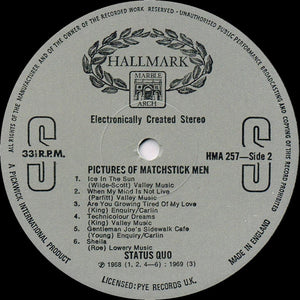 ALL RIGHTS OF THE MANUFACTURER AND OF THE OWNER OF THE RECORDED WORK RESERVED - UNAUTHORISED PUBLIC PERFORMANCE, BROADCASTING AND COPYING OF THIS RECORD PROHIBITED
HALLMARK
MARBLE
ARCH
Electronically Created Stereo
S S
33⅓ R.P.M. HMA 257—Side 2
PICTURES OF MATCHSTICK MEN
1. Ice In The Sun
(Wilde-Scott) Valley Music
2. When My Mind Is Not Live
(Parfitt) Valley Music
3. Are You Growing Tired Of My Love
(King) Enquiry/Carlin
4. Technicolour Dreams
(King) Valley Music
5. Gentleman Joe's Sidewalk Cafe
(Young) Enquiry/Carlin
6. Sheila
(Roe) Lowery Music
STATUS QUO
℗ 1968 (1, 2, 4—6) : 1969 (3)
A PICKWICK INTERNATIONAL PRODUCT
MADE IN ENGLAND
LICENSED: PYE RECORDS U.K.